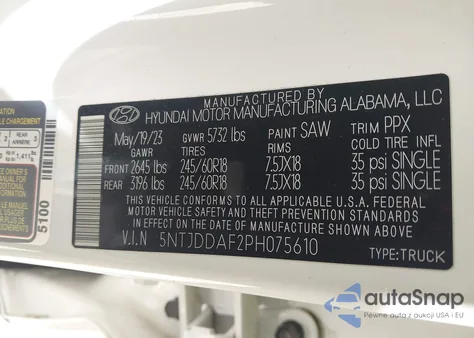 MANUFACTURED BY
HYUNDAI MOTOR MANUFACTURING ALABAMA, LLC
May/19/23 GVWR 5732 lbs PAINT SAW TRIM PPX
GAWR TIRES RIMS COLD TIRE INFL
FRONT 2645 lbs 245/60R18 7.5JX18 35 psi SINGLE
REAR 3196 lbs 245/60R18 7.5JX18 35 psi SINGLE
THIS VEHICLE CONFORMS TO ALL APPLICABLE U.S.A. FEDERAL
MOTOR VEHICLE SAFETY AND THEFT PREVENTION STANDARDS
IN EFFECT ON THE DATE OF MANUFACTURE SHOWN ABOVE.
V.I.N 5NTJDDAF2PH075610
TYPE:TRUCK
CHARGEMENT
1,411
5100
autoSnap
Pewne auta z USA i EU